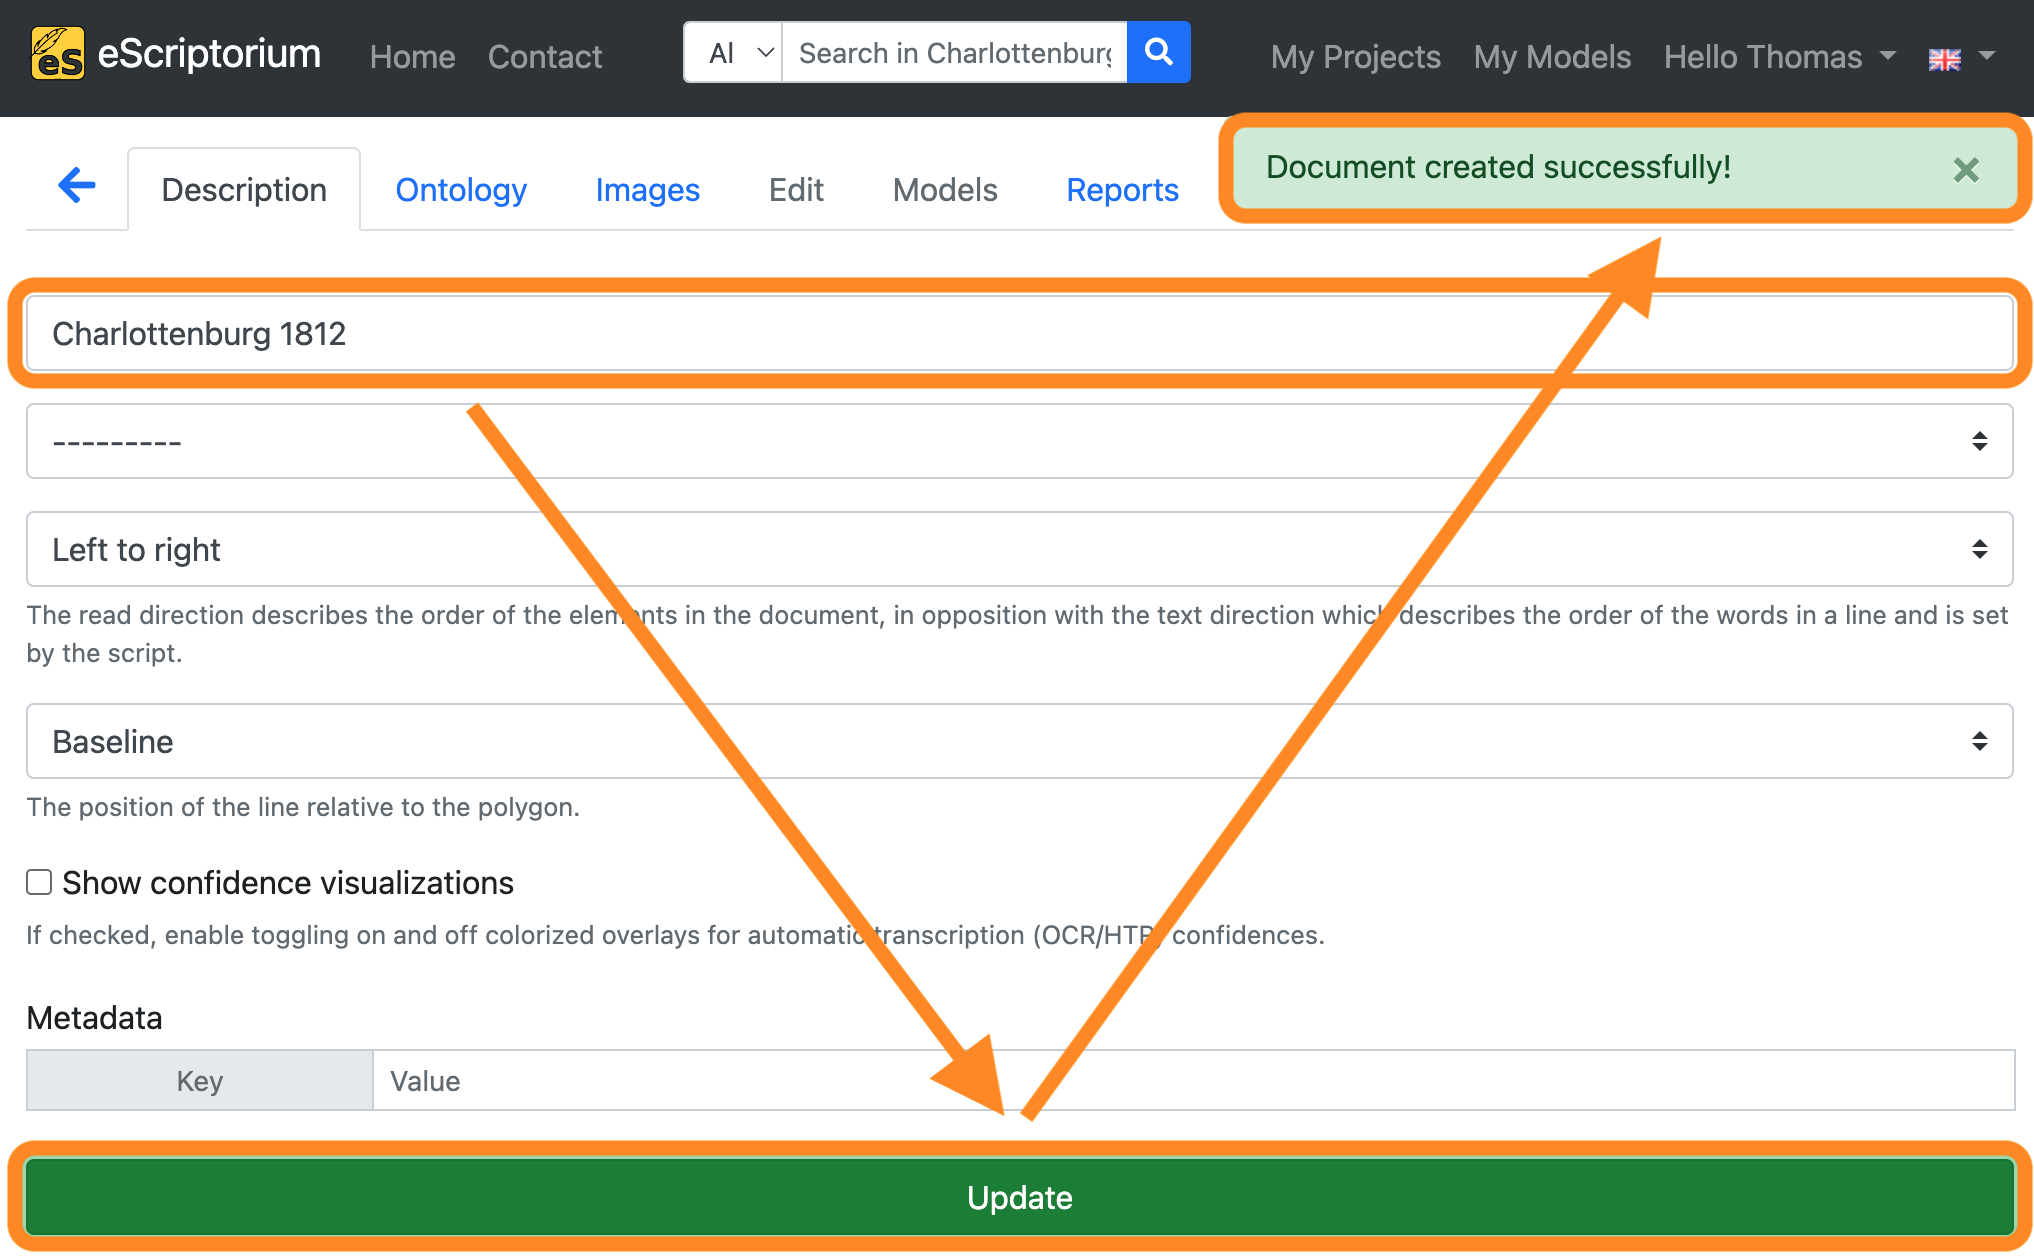 es eScriptorium Home Contact Al Search in Charlottenburg My Projects My Models Hello Thomas
Description Ontology Images Edit Models Reports
Document created successfully!
Charlottenburg 1812
---------
Left to right
The read direction describes the order of the elements in the document, in opposition with the text direction which describes the order of the words in a line and is set
by the script.
Baseline
The position of the line relative to the polygon.
Show confidence visualizations
If checked, enable toggling on and off colorized overlays for automatic transcription (OCR/HTR) confidences.
Metadata
Key Value
Update